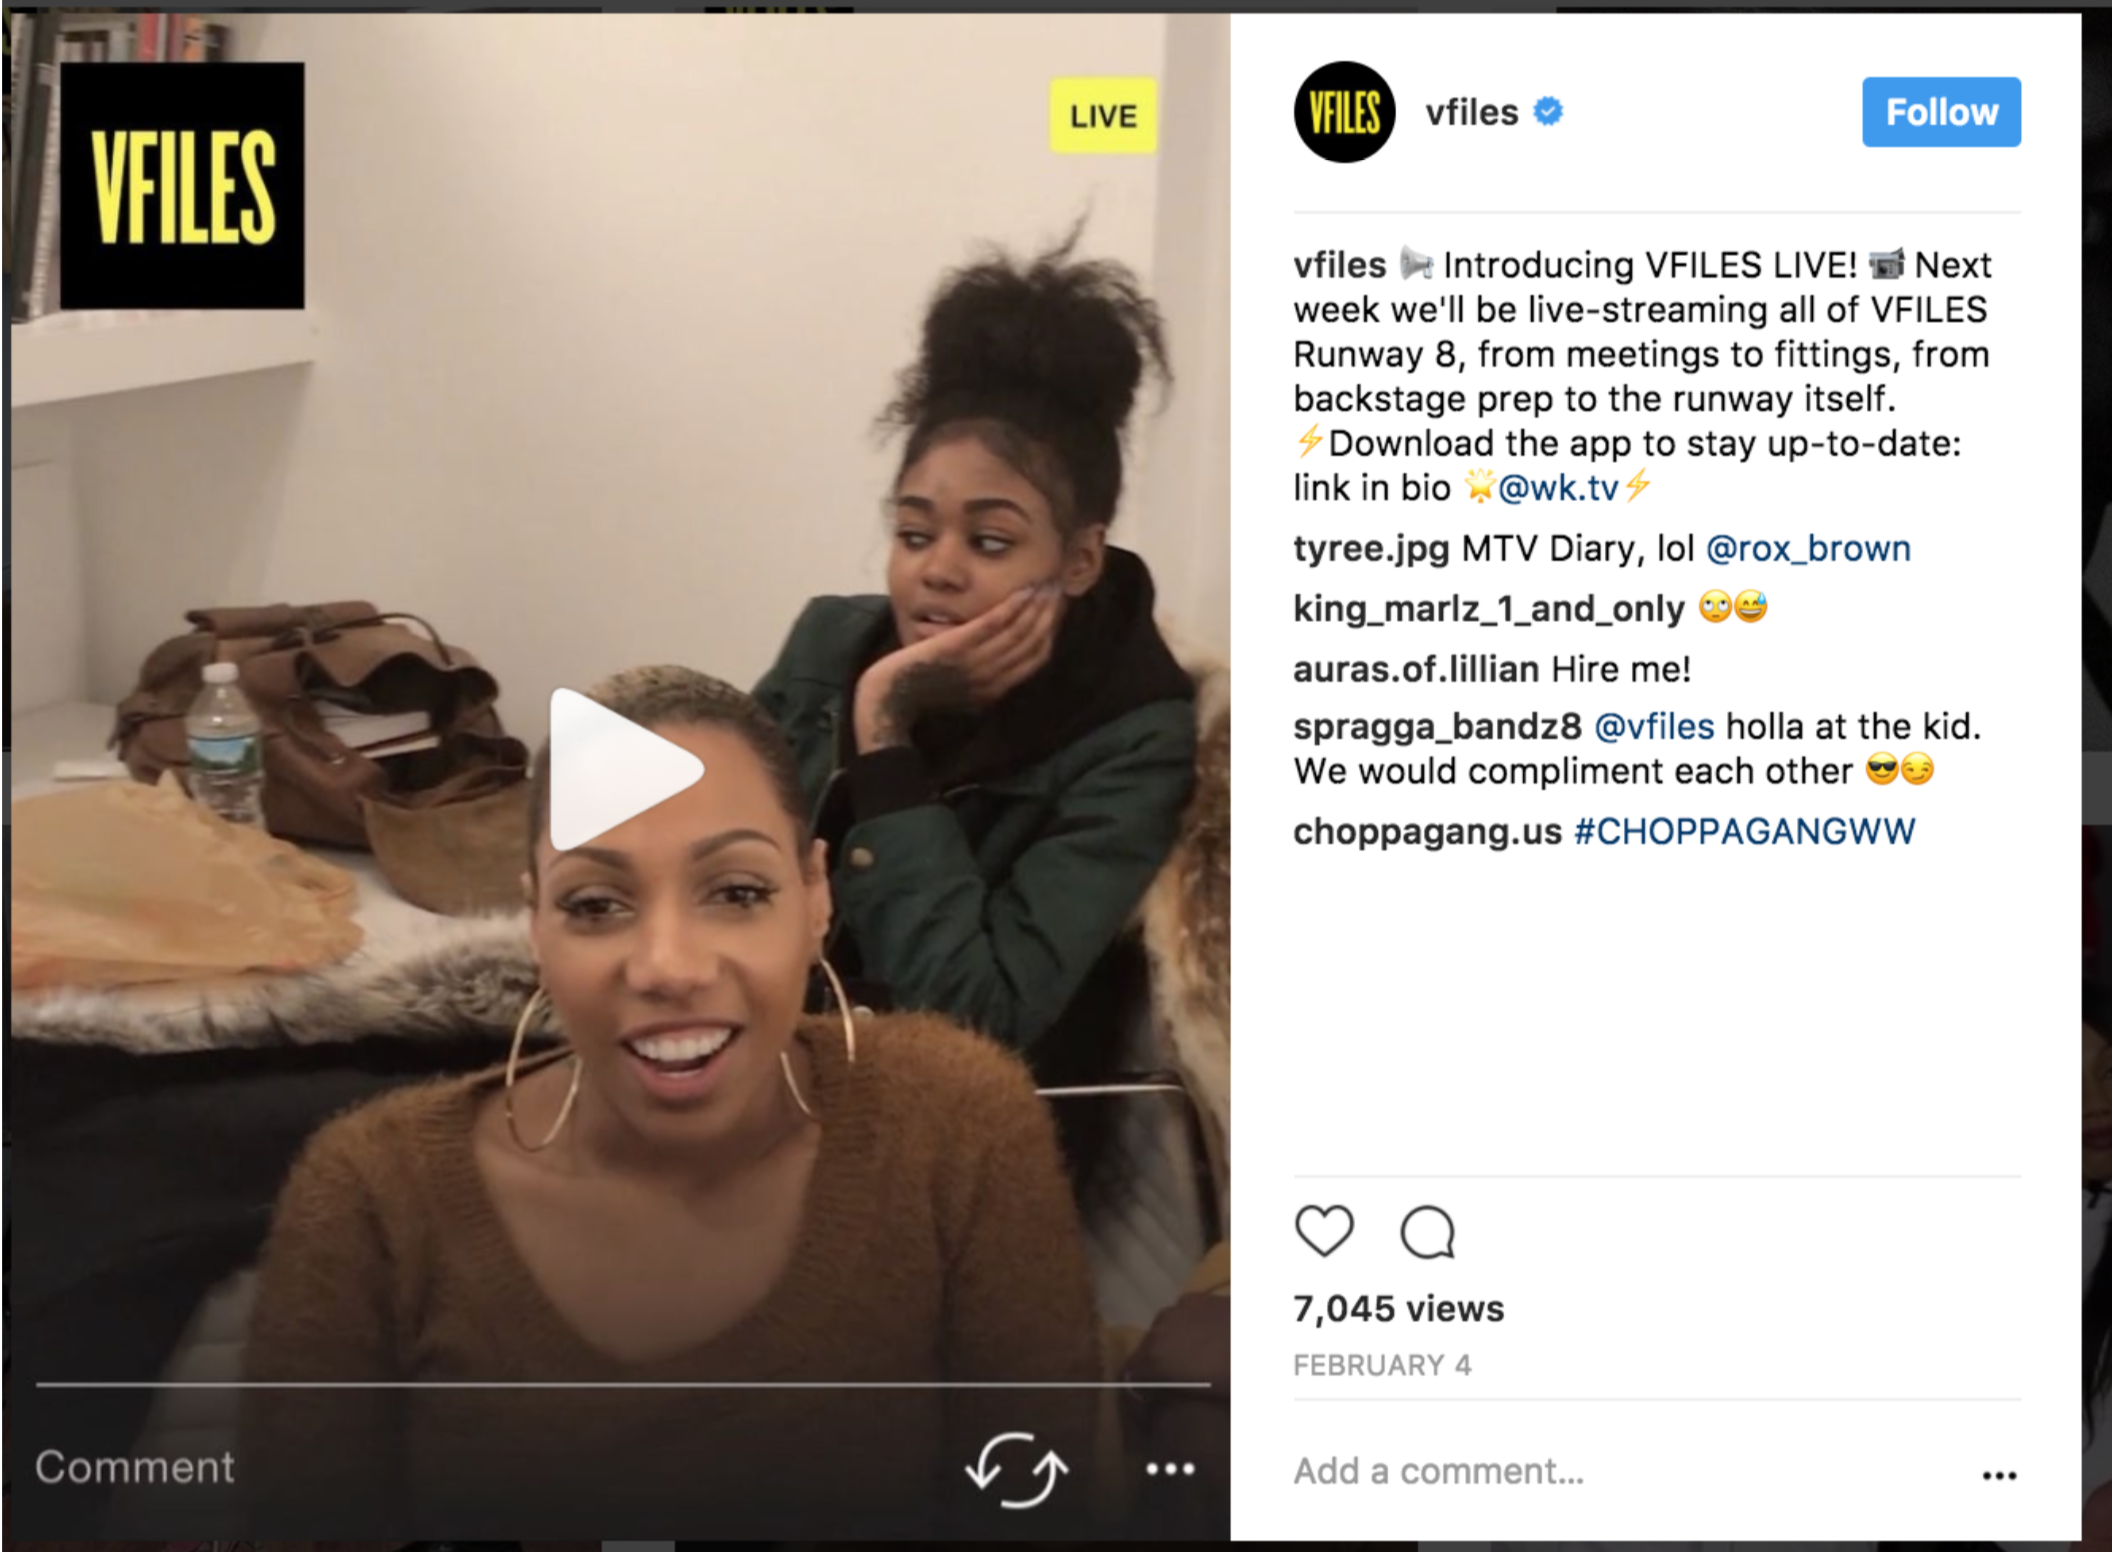 VFILES
LIVE
Comment
VFILES
vfiles
Follow
vfiles 📢 Introducing VFILES LIVE! 📹 Next
week we'll be live-streaming all of VFILES
Runway 8, from meetings to fittings, from
backstage prep to the runway itself.
⚡Download the app to stay up-to-date:
link in bio 🌟@wk.tv⚡
tyree.jpg MTV Diary, lol @rox_brown
king_marlz_1_and_only 🙄😅
auras.of.lillian Hire me!
spragga_bandz8 @vfiles holla at the kid.
We would compliment each other 😎😏
choppagang.us #CHOPPAGANGWW
7,045 views
FEBRUARY 4
Add a comment...